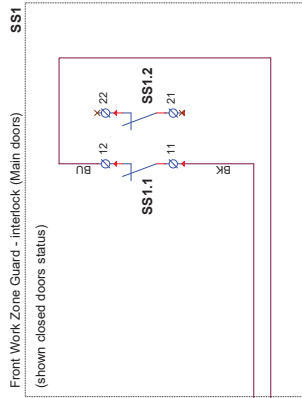 Front Work Zone Guard - interlock (Main doors)
SS1
(shown closed doors status)
22
SS1.2
21
BU
12
SS1.1
11
BK